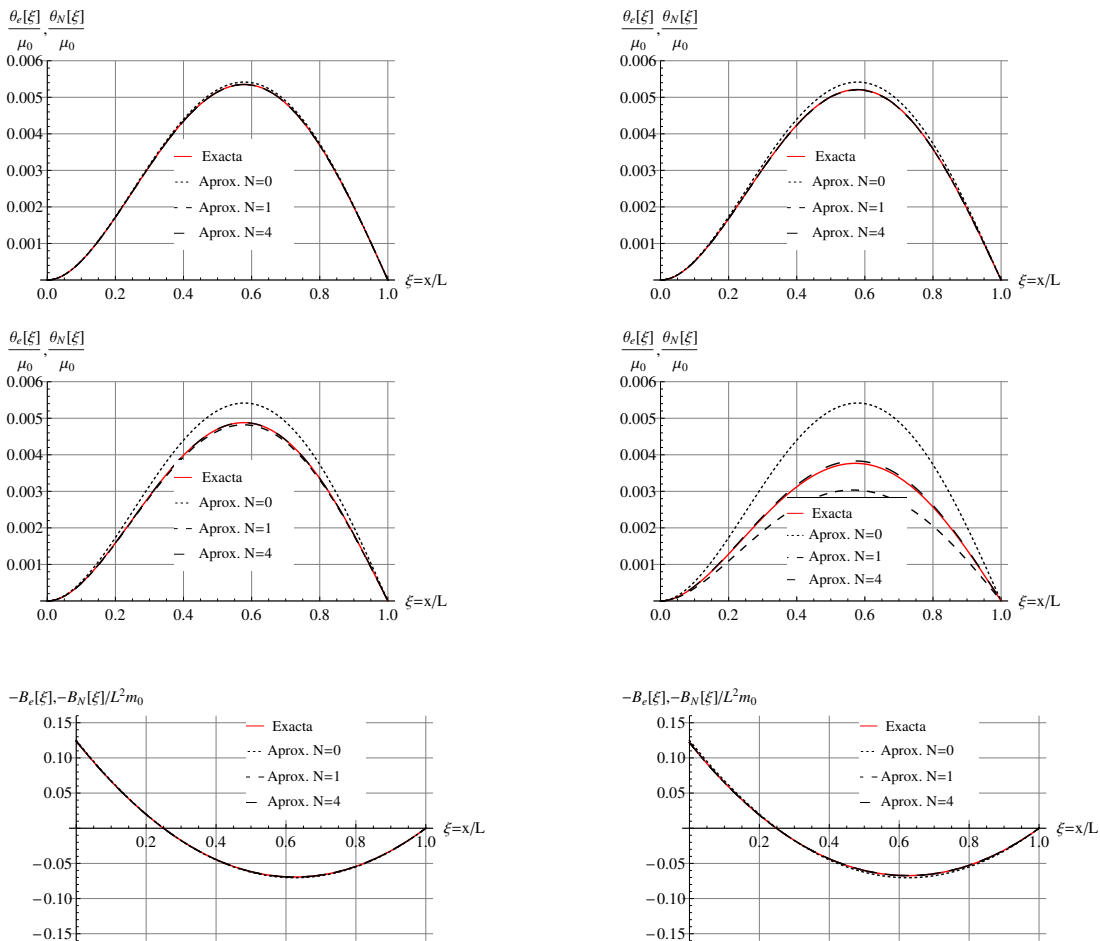 θe[ξ]/μ0, θN[ξ]/μ0
0.006
0.005
0.004
0.003
0.002
0.001
Exacta
Aprox. N=0
Aprox. N=1
Aprox. N=4
0.0 0.2 0.4 0.6 0.8 1.0
ξ=x/L
θe[ξ]/μ0, θN[ξ]/μ0
0.006
0.005
0.004
0.003
0.002
0.001
Exacta
Aprox. N=0
Aprox. N=1
Aprox. N=4
0.0 0.2 0.4 0.6 0.8 1.0
ξ=x/L
θe[ξ]/μ0, θN[ξ]/μ0
0.006
0.005
0.004
0.003
0.002
0.001
Exacta
Aprox. N=0
Aprox. N=1
Aprox. N=4
0.0 0.2 0.4 0.6 0.8 1.0
ξ=x/L
θe[ξ]/μ0, θN[ξ]/μ0
0.006
0.005
0.004
0.003
0.002
0.001
Exacta
Aprox. N=0
Aprox. N=1
Aprox. N=4
0.0 0.2 0.4 0.6 0.8 1.0
ξ=x/L
−Be[ξ],−BN[ξ]/L²m0
0.15
0.10
0.05
−0.05
−0.10
−0.15
Exacta
Aprox. N=0
Aprox. N=1
Aprox. N=4
0.2 0.4 0.6 0.8 1.0
ξ=x/L
−Be[ξ],−BN[ξ]/L²m0
0.15
0.10
0.05
−0.05
−0.10
−0.15
Exacta
Aprox. N=0
Aprox. N=1
Aprox. N=4
0.2 0.4 0.6 0.8 1.0
ξ=x/L